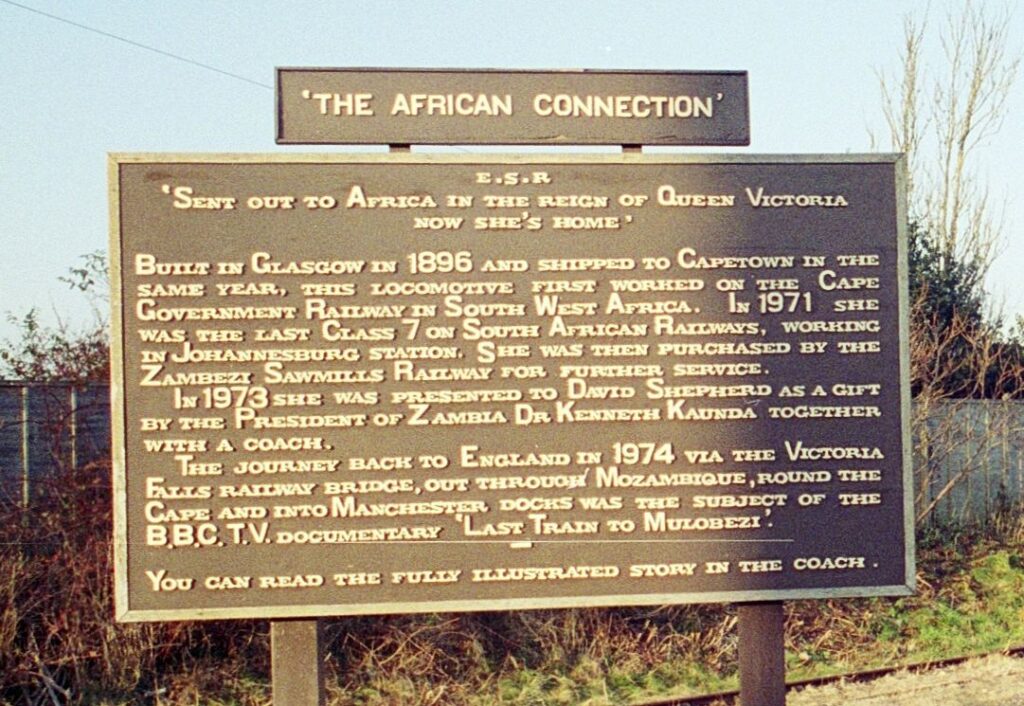 'THE AFRICAN CONNECTION'
E.S.R
'SENT OUT TO AFRICA IN THE REIGN OF QUEEN VICTORIA
NOW SHE'S HOME'
BUILT IN GLASGOW IN 1896 AND SHIPPED TO CAPETOWN IN THE
SAME YEAR, THIS LOCOMOTIVE FIRST WORKED ON THE CAPE
GOVERNMENT RAILWAY IN SOUTH WEST AFRICA. IN 1971 SHE
WAS THE LAST CLASS 7 ON SOUTH AFRICAN RAILWAYS, WORKING
IN JOHANNESBURG STATION. SHE WAS THEN PURCHASED BY THE
ZAMBEZI SAWMILLS RAILWAY FOR FURTHER SERVICE.
IN 1973 SHE WAS PRESENTED TO DAVID SHEPHERD AS A GIFT
BY THE PRESIDENT OF ZAMBIA DR KENNETH KAUNDA TOGETHER
WITH A COACH.
THE JOURNEY BACK TO ENGLAND IN 1974 VIA THE VICTORIA
FALLS RAILWAY BRIDGE, OUT THROUGH MOZAMBIQUE, ROUND THE
CAPE AND INTO MANCHESTER DOCKS WAS THE SUBJECT OF THE
B.B.C. T.V. DOCUMENTARY 'LAST TRAIN TO MULOBEZI'.
YOU CAN READ THE FULLY ILLUSTRATED STORY IN THE COACH.